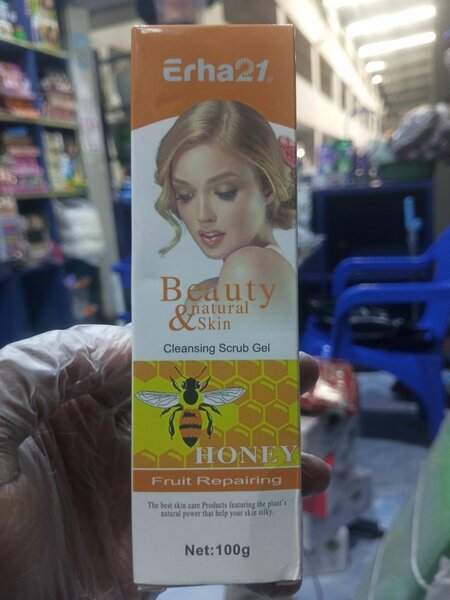 Erha21®
Beauty
& natural
Skin
Cleansing Scrub Gel
HONEY
Fruit Repairing
The best skin care Products featuring the plant's
natural power that help your skin silky.
Net:100g